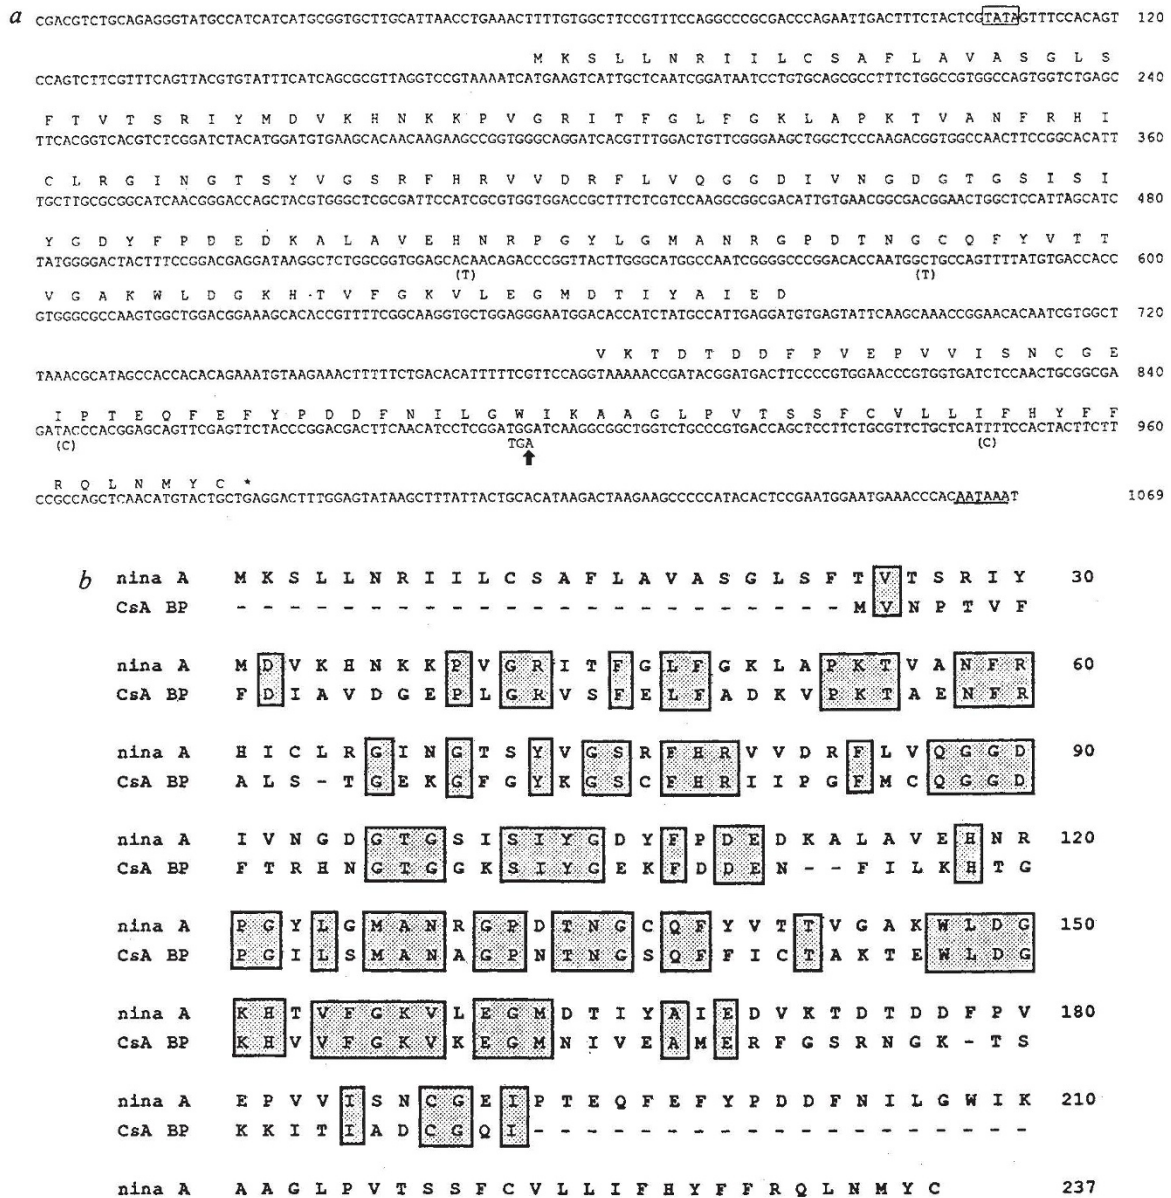 a CGACGTCTGCAGAGGGTATGCCATCATCATGCGGTGCTTGCATTAACCTGAAACTTTTGTGGCTTCCGTTTCCAGGCCCGCGACCCAGAATTGACTTTCTACTCGTATAGTTTCCACAGT 120
M K S L L N R I I L C S A F L A V A S G L S
CCAGTCTTCGTTTCAGTTACGTGTATTTCATCAGCGCGTTAGGTCCGTAAAATCATGAAGTCATTGCTCAATCGGATAATCCTGTGCAGCGCCTTTCTGGCCGTGGCCAGTGGTCTGAGC 240
F T V T S R I Y M D V K H N K K P V G R I T F G L F G K L A P K T V A N F R H I
TTCACGGTCACGTCTCGGATCTACATGGATGTGAAGCACAACAAGAAGCCGGTGGGCAGGATCACGTTTGGACTGTTCGGGAAGCTGGCTCCCAAGACGGTGGCCAACTTCCGGCACATT 360
C L R G I N G T S Y V G S R F H R V V D R F L V Q G G D I V N G D G T G S I S I
TGCTTGCGCGGCATCAACGGGACCAGCTACGTGGGCTCGCGATTCCATCGCGTGGTGGACCGCTTTCTCGTCCAAGGCGGCGACATTGTGAACGGCGACGGAACTGGCTCCATTAGCATC 480
Y G D Y F P D E D K A L A V E H N R P G Y L G M A N R G P D T N G C Q F Y V T T
TATGGGGACTACTTTCCGGACGAGGATAAGGCTCTGGCGGTGGAGCACAACAGACCCGGTTACTTGGGCATGGCCAATCGGGGCCCGGACACCAATGGCTGCCAGTTTTATGTGACCACC 600
(T) (T)
V G A K W L D G K H · T V F G K V L E G M D T I Y A I E D
GTGGGCGCCAAGTGGCTGGACGGAAAGCACACCGTTTTCGGCAAGGTGCTGGAGGGAATGGACACCATCTATGCCATTGAGGATGTGAGTATTCAAGCAAACCGGAACACAATCGTGGCT 720
V K T D T D D F P V E P V V I S N C G E
TAAACGCATAGCCACCACACAGAAATGTAAGAAACTTTTTCTGACACATTTTTCGTTCCAGGTAAAAACCGATACGGATGACTTCCCCGTGGAACCCGTGGTGATCTCCAACTGCGGCGA 840
I P T E Q F E F Y P D D F N I L G W I K A A G L P V T S S F C V L L I F H Y F F
GATACCCACGGAGCAGTTCGAGTTCTACCCGGACGACTTCAACATCCTCGGATGGATCAAGGCGGCTGGTCTGCCCGTGACCAGCTCCTTCTGCGTTCTGCTCATTTTCCACTACTTCTT 960
(C) TGA (C)
R Q L N M Y C *
CCGCCAGCTCAACATGTACTGCTGAGGACTTTGGAGTATAAGCTTTATTACTGCACATAAGACTAAGAAGCCCCCATACACTCCGAATGGAATGAAACCCACAATAAAT 1069
b nina A M K S L L N R I I L C S A F L A V A S G L S F T V T S R I Y 30
CsA BP - - - - - - - - - - - - - - - - - - - - - - - M V N P T V F
nina A M D V K H N K K P V G R I T F G L F G K L A P K T V A N F R 60
CsA BP F D I A V D G E P L G R V S F E L F A D K V P K T A E N F R
nina A H I C L R G I N G T S Y V G S R F H R V V D R F L V Q G G D 90
CsA BP A L S - T G E K G F G Y K G S C F H R I I P G F M C Q G G D
nina A I V N G D G T G S I S I Y G D Y F P D E D K A L A V E H N R 120
CsA BP F T R H N G T G G K S I Y G E K F D D E N - - F I L K H T G
nina A P G Y L G M A N R G P D T N G C Q F Y V T T V G A K W L D G 150
CsA BP P G I L S M A N A G P N T N G S Q F F I C T A K T E W L D G
nina A K H T V F G K V L E G M D T I Y A I E D V K T D T D D F P V 180
CsA BP K H V V F G K V K E G M N I V E A M E R F G S R N G K - T S
nina A E P V V I S N C G E I P T E Q F E F Y P D D F N I L G W I K 210
CsA BP K K I T I A D C G Q I - - - - - - - - - - - - - - - - - - -
nina A A A G L P V T S S F C V L L I F H Y F F R Q L N M Y C 237